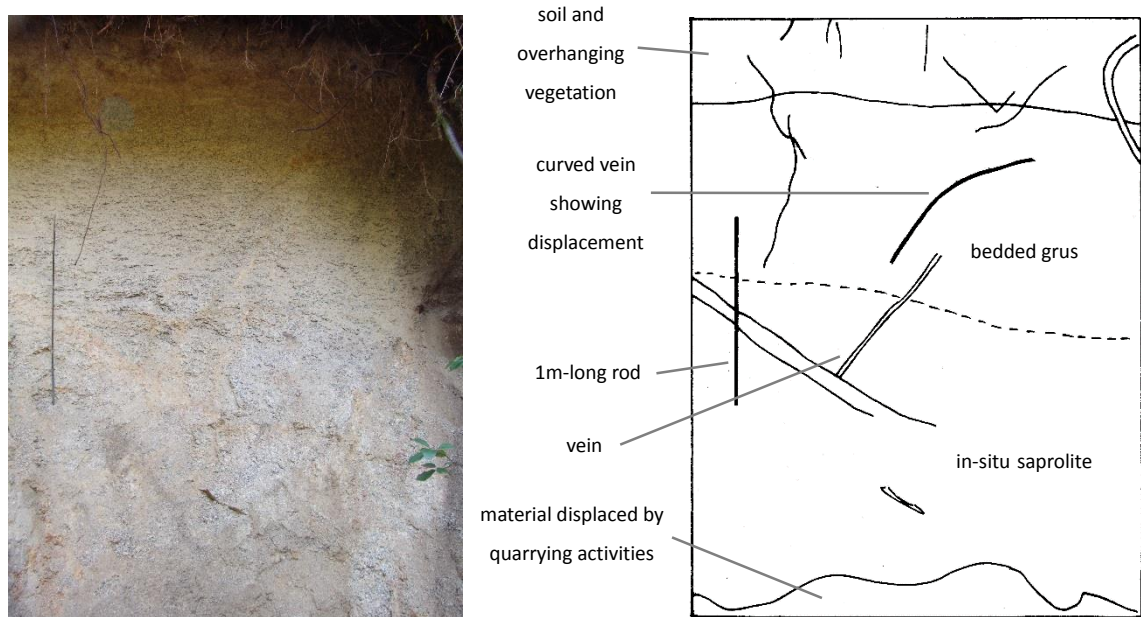 soil and
overhanging
vegetation
curved vein
showing
displacement
bedded grus
1m-long rod
vein
in-situ saprolite
material displaced by
quarrying activities